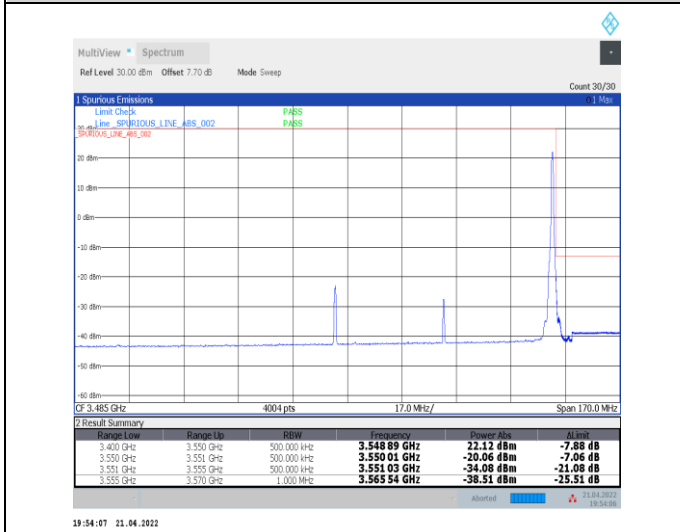 MultiView Spectrum
Ref Level 30.00 dBm Offset 7.70 dB Mode Sweep
Count 30/30
1 Spurious Emissions 1 Max
Limit Check PASS
Line _SPURIOUS_LINE_ABS_002 PASS
_SPURIOUS_LINE_ABS_002
20 dBm
10 dBm
0 dBm
-10 dBm
-20 dBm
-30 dBm
-40 dBm
-50 dBm
-60 dBm
CF 3.485 GHz 4004 pts 17.0 MHz/ Span 170.0 MHz
2 Result Summary
Range Low Range Up RBW Frequency Power Abs ΔLimit
3.400 GHz 3.550 GHz 500.000 kHz 3.548 89 GHz 22.12 dBm -7.88 dB
3.550 GHz 3.551 GHz 500.000 kHz 3.550 01 GHz -20.06 dBm -7.06 dB
3.551 GHz 3.555 GHz 500.000 kHz 3.551 03 GHz -34.08 dBm -21.08 dB
3.555 GHz 3.570 GHz 1.000 MHz 3.565 54 GHz -38.51 dBm -25.51 dB
Aborted 21.04.2022
19:54:06
19:54:07 21.04.2022